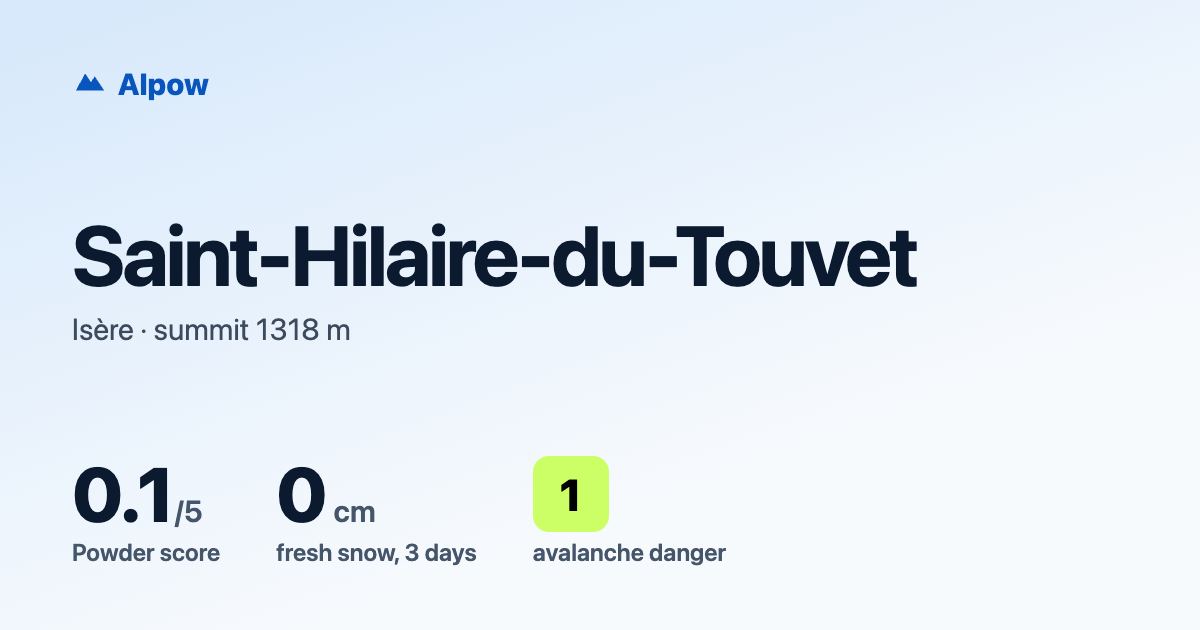 Alpow
Saint-Hilaire-du-Touvet
Isère · summit 1318 m
0.1/5
Powder score
0 cm
fresh snow, 3 days
1
avalanche danger